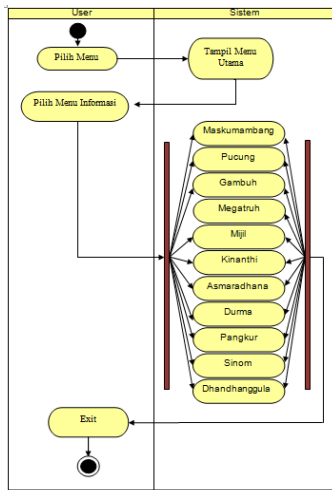 User
Sistem
Pilih Menu
Tampil Menu
Utama
Pilih Menu Informasi
Maskumambang
Pucung
Gambuh
Megatruh
Mijil
Kinanthi
Asmaradhana
Durma
Pangkur
Sinom
Dhandhanggula
Exit